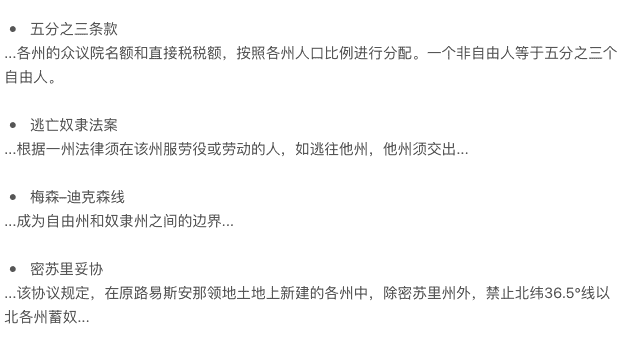 • 五分之三条款
...各州的众议院名额和直接税税额，按照各州人口比例进行分配。一个非自由人等于五分之三个
自由人。
• 逃亡奴隶法案
...根据一州法律须在该州服劳役或劳动的人，如逃往他州，他州须交出...
• 梅森–迪克森线
...成为自由州和奴隶州之间的边界...
• 密苏里妥协
...该协议规定，在原路易斯安那领地土地上新建的各州中，除密苏里州外，禁止北纬36.5°线以
北各州蓄奴...